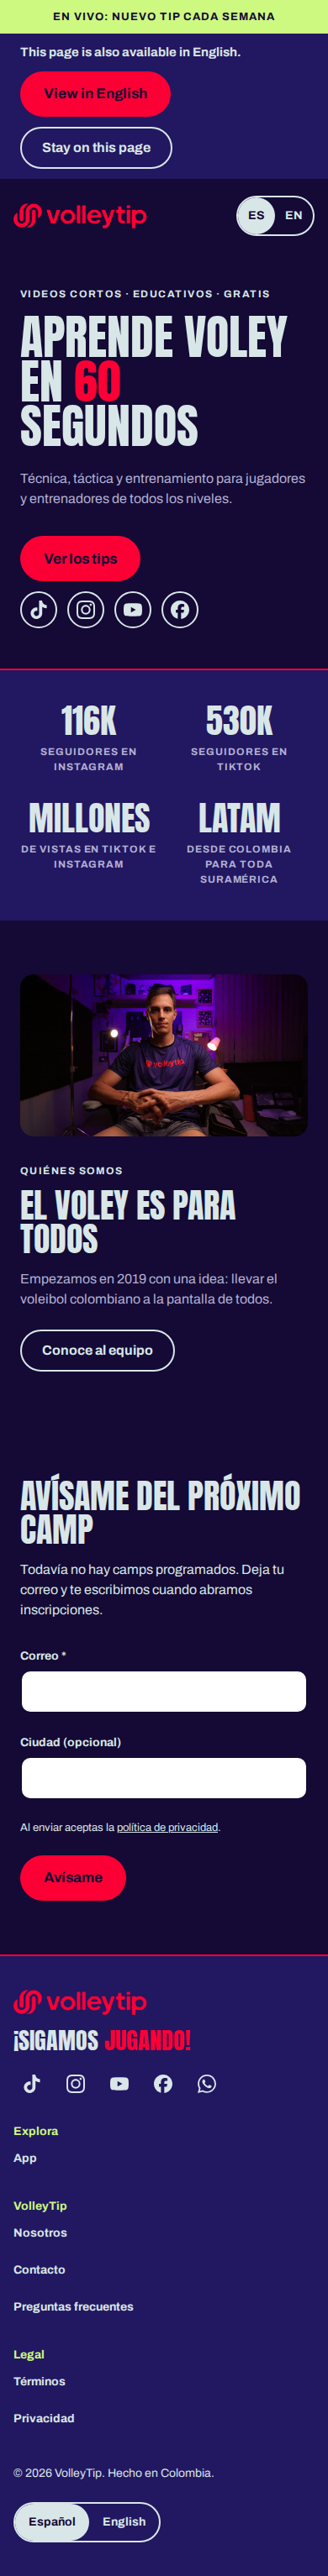 EN VIVO: NUEVO TIP CADA SEMANA
This page is also available in English.
View in English
Stay on this page
volleytip
ES EN
VIDEOS CORTOS · EDUCATIVOS · GRATIS
APRENDE VOLEY
EN 60
SEGUNDOS
Técnica, táctica y entrenamiento para jugadores
y entrenadores de todos los niveles.
Ver los tips
116K
SEGUIDORES EN
INSTAGRAM
530K
SEGUIDORES EN
TIKTOK
MILLONES
DE VISTAS EN TIKTOK E
INSTAGRAM
LATAM
DESDE COLOMBIA
PARA TODA
SURAMÉRICA
volleytip
QUIÉNES SOMOS
EL VOLEY ES PARA
TODOS
Empezamos en 2019 con una idea: llevar el
voleibol colombiano a la pantalla de todos.
Conoce al equipo
AVÍSAME DEL PRÓXIMO
CAMP
Todavía no hay camps programados. Deja tu
correo y te escribimos cuando abramos
inscripciones.
Correo *
Ciudad (opcional)
Al enviar aceptas la política de privacidad.
Avísame
volleytip
¡SIGAMOS JUGANDO!
Explora
App
VolleyTip
Nosotros
Contacto
Preguntas frecuentes
Legal
Términos
Privacidad
© 2026 VolleyTip. Hecho en Colombia.
Español English